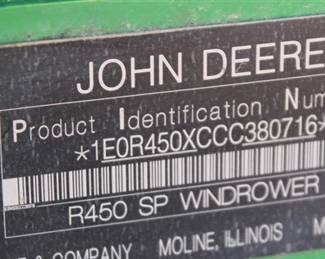 JOHN DEERE
Product Identification Num
*1E0R450XCCC380716*
R450 SP WINDROWER
& COMPANY MOLINE, ILLINOIS M